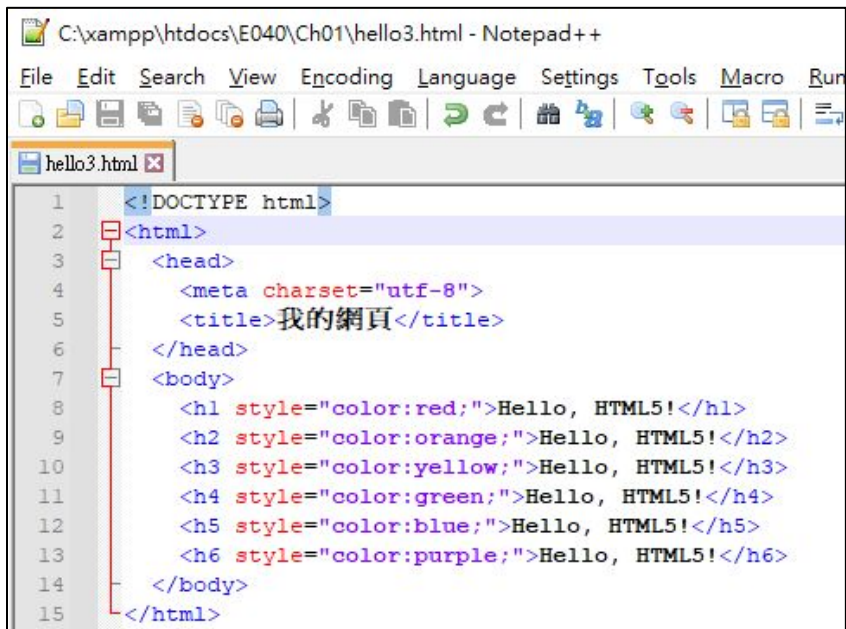 C:\xampp\htdocs\E040\Ch01\hello3.html - Notepad++
File Edit Search View Encoding Language Settings Tools Macro Run
hello3.html
1 <!DOCTYPE html>
2 <html>
3 <head>
4 <meta charset="utf-8">
5 <title>我的網頁</title>
6 </head>
7 <body>
8 <h1 style="color:red;">Hello, HTML5!</h1>
9 <h2 style="color:orange;">Hello, HTML5!</h2>
10 <h3 style="color:yellow;">Hello, HTML5!</h3>
11 <h4 style="color:green;">Hello, HTML5!</h4>
12 <h5 style="color:blue;">Hello, HTML5!</h5>
13 <h6 style="color:purple;">Hello, HTML5!</h6>
14 </body>
15 </html>